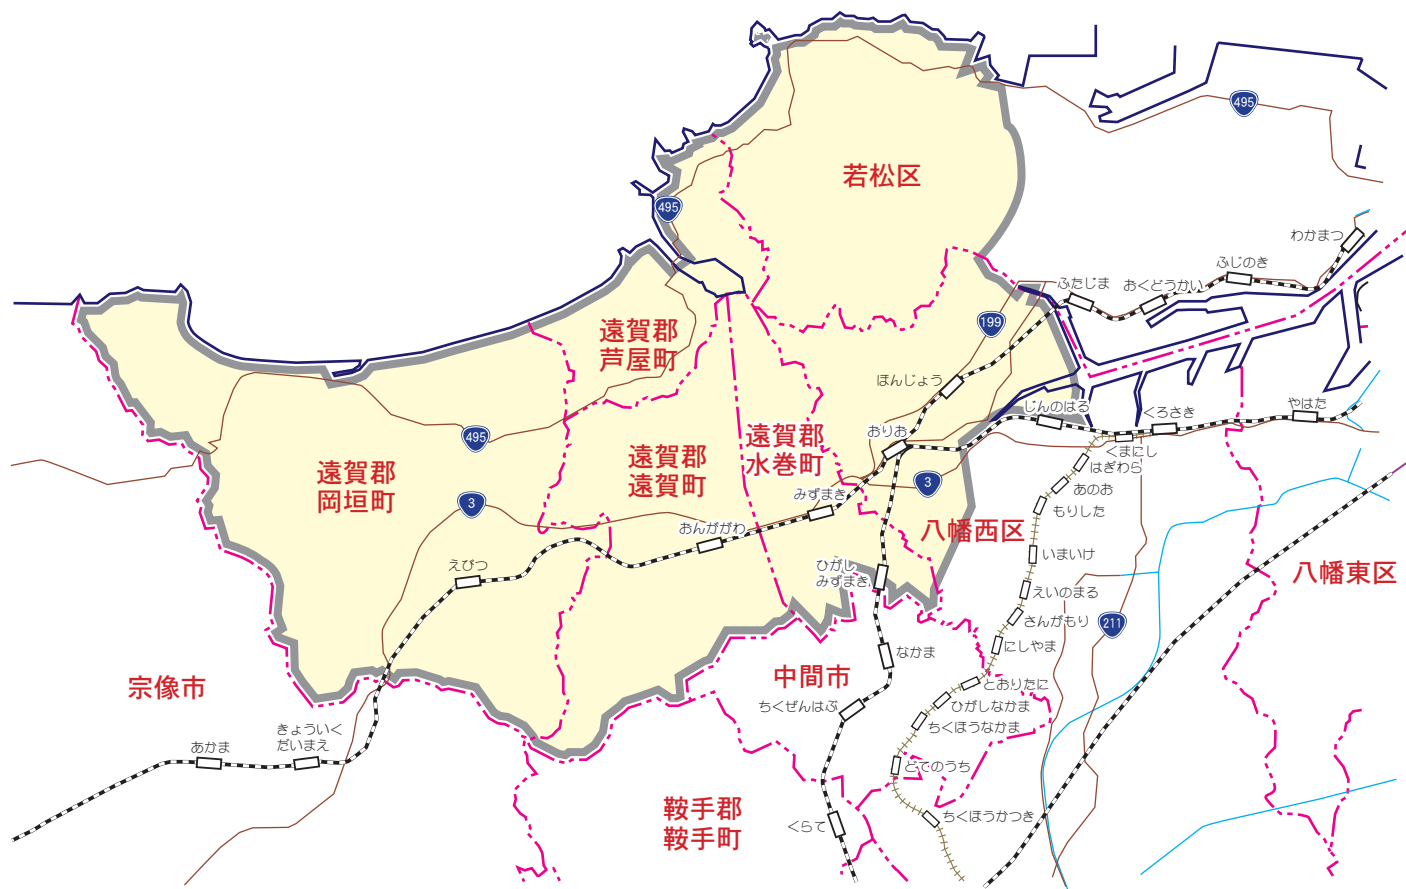 495
若松区
495
わかまつ
ふじのき
ふたじま
おくどうかい
199
遠賀郡
芦屋町
ほんじょう
じんのはる
くろさき
やはた
495
おりお
遠賀郡
水巻町
くまにし
はぎわら
遠賀郡
岡垣町
遠賀郡
遠賀町
3
3
みずまき
あのお
もりした
おんががわ
八幡西区
いまいけ
えびつ
ひがし
みずまき
八幡東区
えいのまる
さんがもり
211
にしやま
なかま
宗像市
中間市
とおりたに
ちくぜんはぶ
ひがしなかま
ちくほうなかま
きょういく
だいまえ
あかま
どてのうち
鞍手郡
鞍手町
くらて
ちくほうかつき